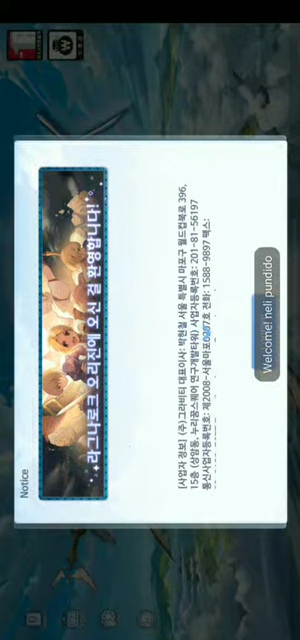 Notice
라그나로크 오리진에 오신 걸 환영합니다!
[사업자 정보] (주)그라비티 대표이사: 박현철 서울 특별시 마포구 월드컵북로 396,
15층 (상암동, 누리꿈스퀘어 연구개발타워) 사업자등록번호: 201-81-56197
통신사업자등록번호: 제2008-서울마포0207호 전화: 1588-9897 팩스:
Welcome! neli pundido